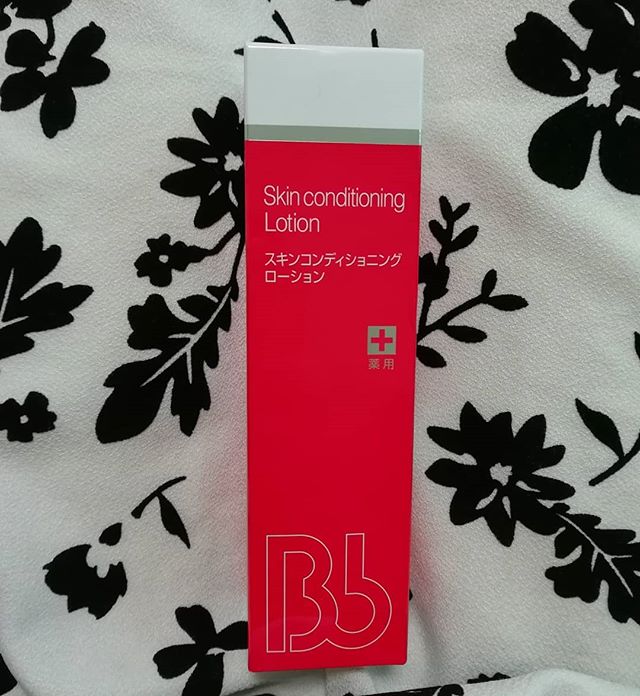 Skin conditioning
Lotion
スキンコンディショニング
ローション
薬用
Bb